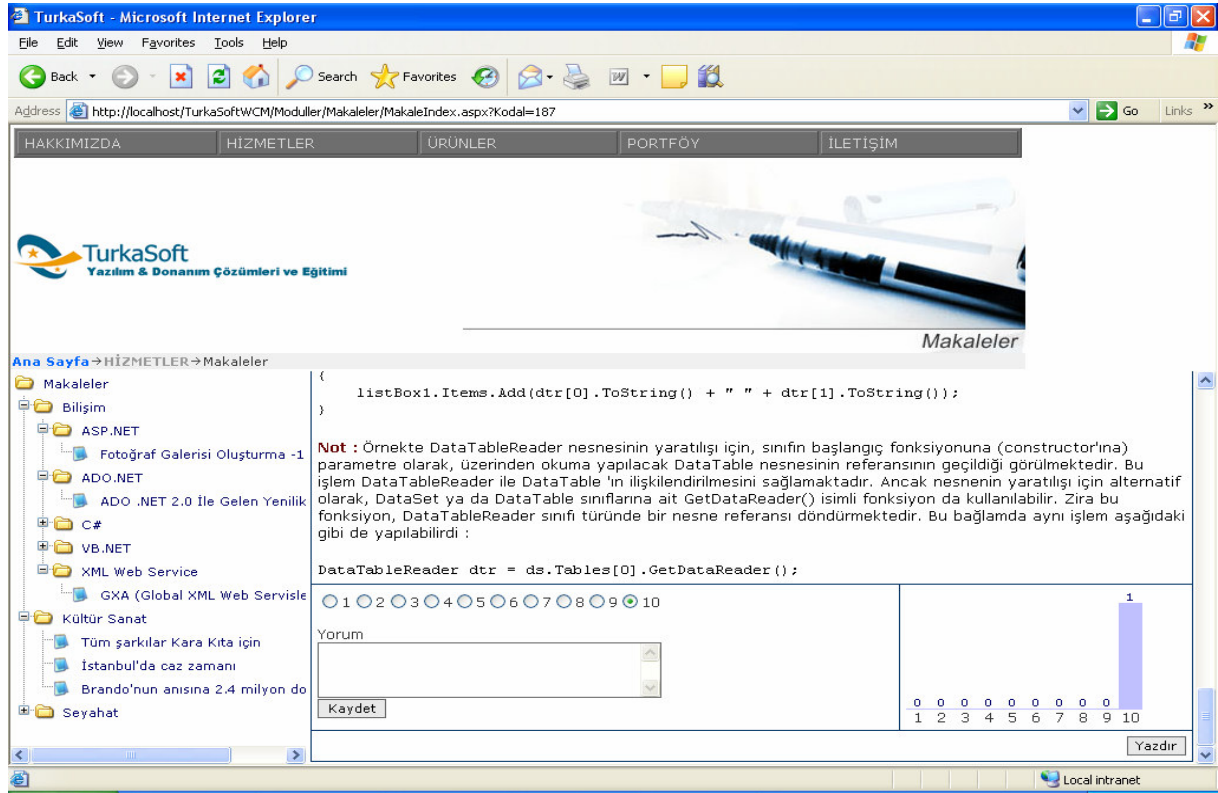 TurkaSoft - Microsoft Internet Explorer
File Edit View Favorites Tools Help
Back Search Favorites
Address http://localhost/TurkaSoftWCM/Moduller/Makaleler/MakaleIndex.aspx?Kodal=187 Go Links »
HAKKIMIZDA HİZMETLER ÜRÜNLER PORTFÖY İLETİŞİM
TurkaSoft
Yazılım & Donanım Çözümleri ve Eğitimi
Makaleler
Ana Sayfa→HİZMETLER→Makaleler
Makaleler
Bilişim
ASP.NET
Fotoğraf Galerisi Oluşturma -1
ADO.NET
ADO .NET 2.0 İle Gelen Yenilik
C#
VB.NET
XML Web Service
GXA (Global XML Web Servisle
Kültür Sanat
Tüm şarkılar Kara Kıta için
İstanbul'da caz zamanı
Brando'nun anısına 2.4 milyon do
Seyahat
{
listBox1.Items.Add(dtr[0].ToString() + " " + dtr[1].ToString());
}
Not : Örnekte DataTableReader nesnesinin yaratılışı için, sınıfın başlangıç fonksiyonuna (constructor'ına)
parametre olarak, üzerinden okuma yapılacak DataTable nesnesinin referansının geçildiği görülmektedir. Bu
işlem DataTableReader ile DataTable 'ın ilişkilendirilmesini sağlamaktadır. Ancak nesnenin yaratılışı için alternatif
olarak, DataSet ya da DataTable sınıflarına ait GetDataReader() isimli fonksiyon da kullanılabilir. Zira bu
fonksiyon, DataTableReader sınıfı türünde bir nesne referansı döndürmektedir. Bu bağlamda aynı işlem aşağıdaki
gibi de yapılabilirdi :
DataTableReader dtr = ds.Tables[0].GetDataReader();
1 2 3 4 5 6 7 8 9 10
Yorum
Kaydet
1
0 0 0 0 0 0 0 0 0
1 2 3 4 5 6 7 8 9 10
Yazdır
Local intranet